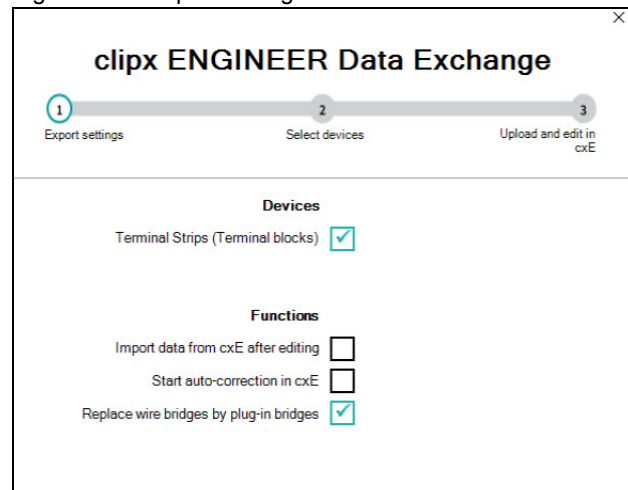 clipx ENGINEER Data Exchange
1
2
3
Export settings
Select devices
Upload and edit in
cxE
Devices
Terminal Strips (Terminal blocks)
Functions
Import data from cxE after editing
Start auto-correction in cxE
Replace wire bridges by plug-in bridges